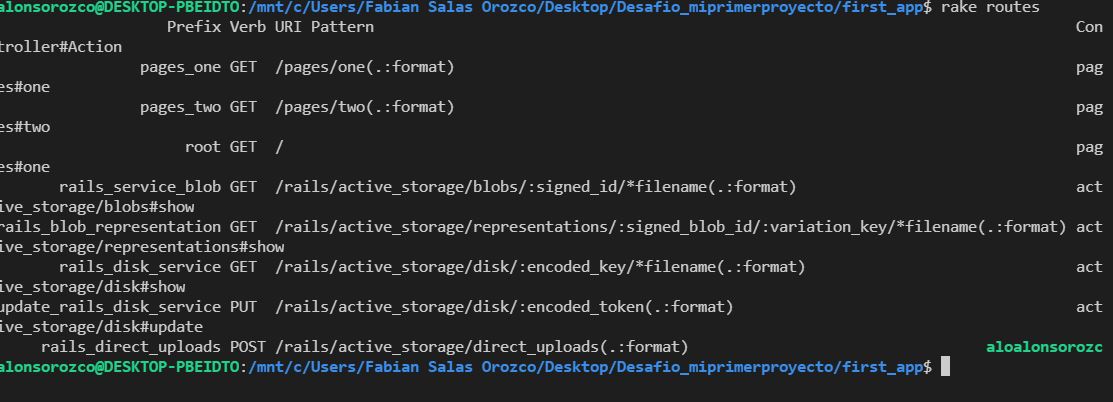 alonsorozco@DESKTOP-PBEIDTO:/mnt/c/Users/Fabian Salas Orozco/Desktop/Desafio_miprimerproyecto/first_app$ rake routes
Prefix Verb URI Pattern Con
troller#Action
pages_one GET /pages/one(.:format) pag
es#one
pages_two GET /pages/two(.:format) pag
es#two
root GET / pag
es#one
rails_service_blob GET /rails/active_storage/blobs/:signed_id/*filename(.:format) act
ive_storage/blobs#show
rails_blob_representation GET /rails/active_storage/representations/:signed_blob_id/:variation_key/*filename(.:format) act
ive_storage/representations#show
rails_disk_service GET /rails/active_storage/disk/:encoded_key/*filename(.:format) act
ive_storage/disk#show
update_rails_disk_service PUT /rails/active_storage/disk/:encoded_token(.:format) act
ive_storage/disk#update
rails_direct_uploads POST /rails/active_storage/direct_uploads(.:format) aloalonsorozc
alonsorozco@DESKTOP-PBEIDTO:/mnt/c/Users/Fabian Salas Orozco/Desktop/Desafio_miprimerproyecto/first_app$